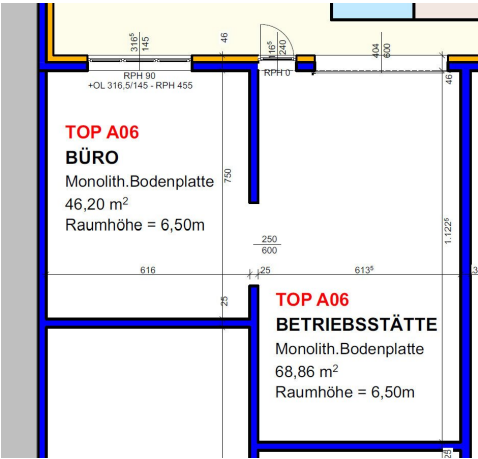 316⁵
145
46
116⁵
240
404
600
RPH 90
+OL 316,5/145 - RPH 455
RPH 0
46
TOP A06
BÜRO
Monolith.Bodenplatte
46,20 m²
Raumhöhe = 6,50m
750
1.122⁵
250
600
616
25
613⁵
3
25
TOP A06
BETRIEBSSTÄTTE
Monolith.Bodenplatte
68,86 m²
Raumhöhe = 6,50m
25